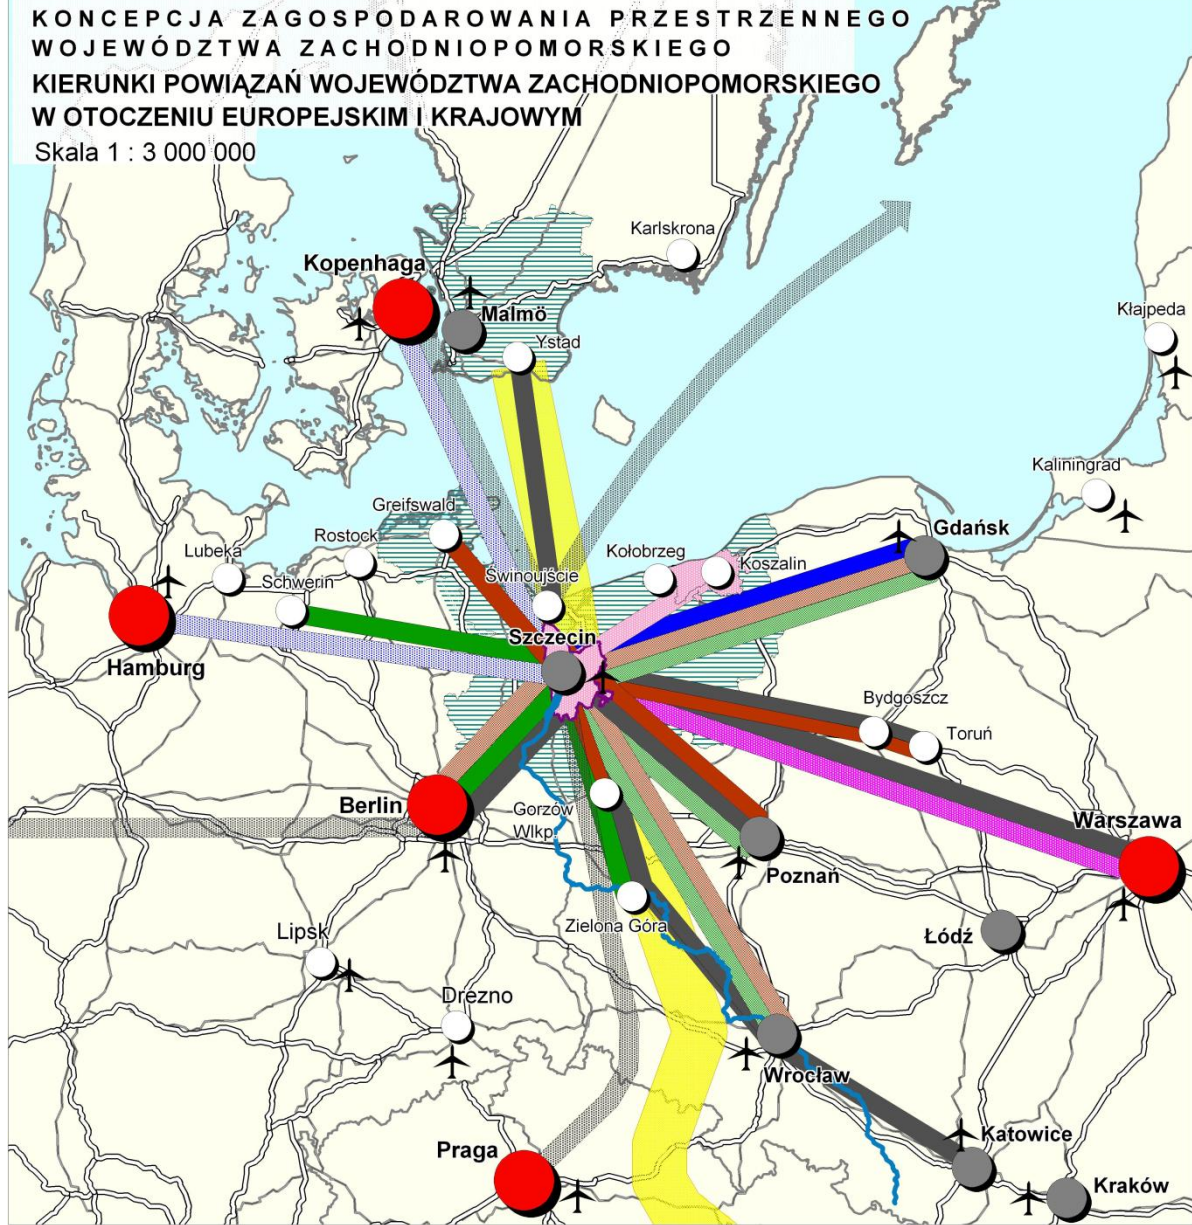 KONCEPCJA ZAGOSPODAROWANIA PRZESTRZENNEGO
WOJEWÓDZTWA ZACHODNIOPOMORSKIEGO
KIERUNKI POWIĄZAŃ WOJEWÓDZTWA ZACHODNIOPOMORSKIEGO
W OTOCZENIU EUROPEJSKIM I KRAJOWYM
Skala 1 : 3 000 000
Karlskrona
Kopenhaga
Malmö
Kłajpeda
Ystad
Kaliningrad
Greifswald
Gdańsk
Rostock
Lubeka
Kołobrzeg
Koszalin
Schwerin
Świnoujście
Szczecin
Hamburg
Bydgoszcz
Toruń
Berlin
Gorzów
Wlkp.
Warszawa
Poznań
Zielona Góra
Łódź
Lipsk
Drezno
Wrocław
Katowice
Praga
Kraków